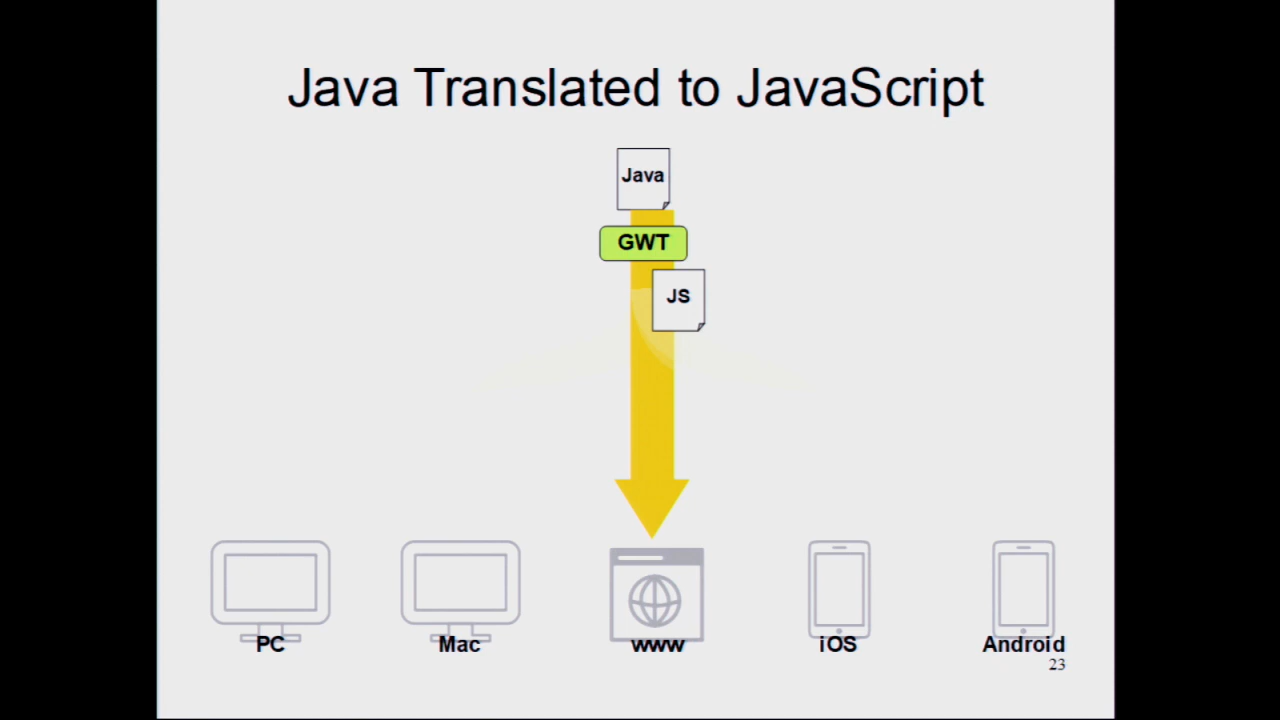 Java Translated to JavaScript
Java
GWT
JS
PC
Mac
www
iOS
Android
23